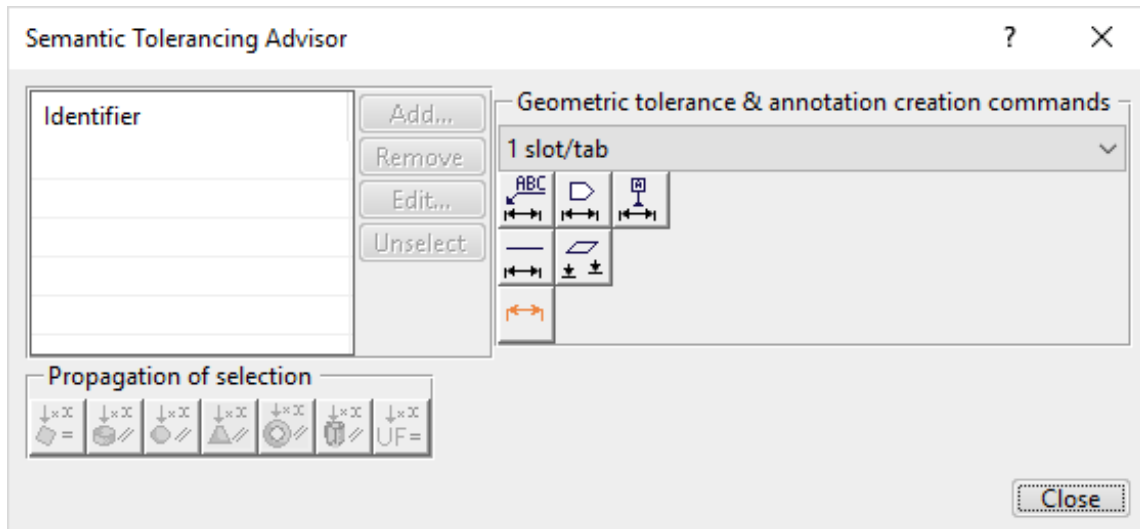 Semantic Tolerancing Advisor
?
Identifier
Add...
Remove
Edit...
Unselect
Geometric tolerance & annotation creation commands
1 slot/tab
ABC
A
Propagation of selection
x x x x x x x
= UF=
Close